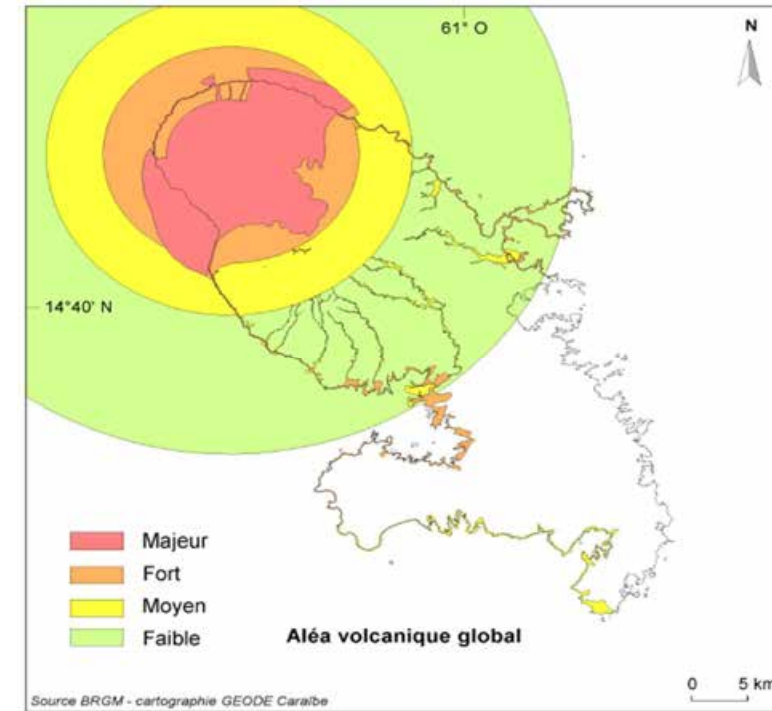 61° O
N
14°40' N
Majeur
Fort
Moyen
Faible
Aléa volcanique global
0 5 km
Source BRGM - cartographie GEODE Caraïbe